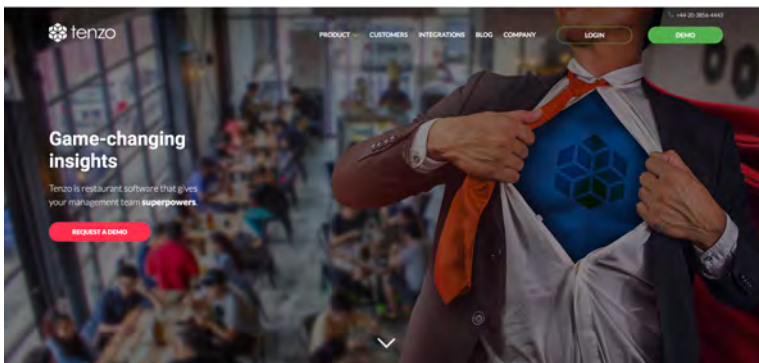 +44-20-3856-4443
tenzo
PRODUCT CUSTOMERS INTEGRATIONS BLOG COMPANY LOGIN DEMO
Game-changing
insights
Tenzo is restaurant software that gives
your management team superpowers.
REQUEST A DEMO